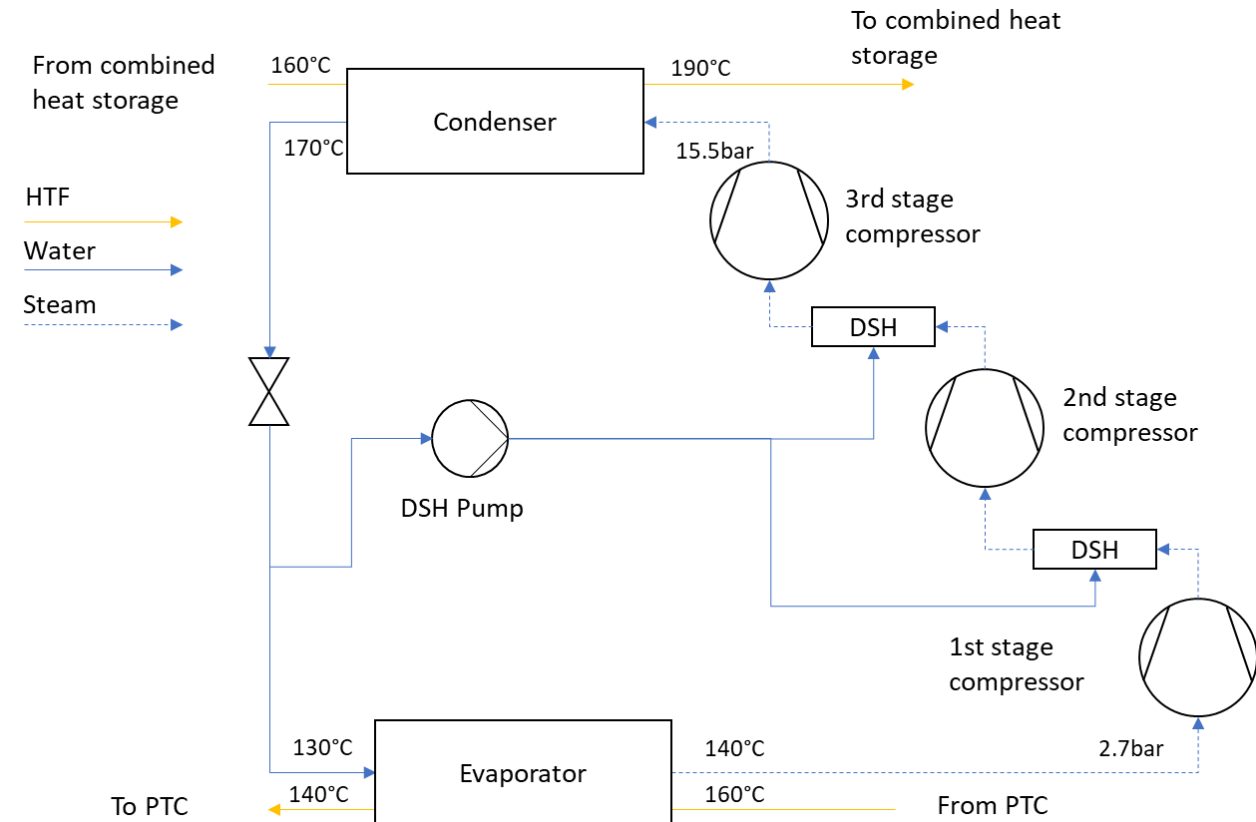 To combined heat
storage
From combined
heat storage
160°C
190°C
Condenser
170°C
15.5bar
HTF
Water
Steam
3rd stage
compressor
DSH
2nd stage
compressor
DSH Pump
DSH
1st stage
compressor
130°C
Evaporator
140°C
2.7bar
To PTC
140°C
160°C
From PTC